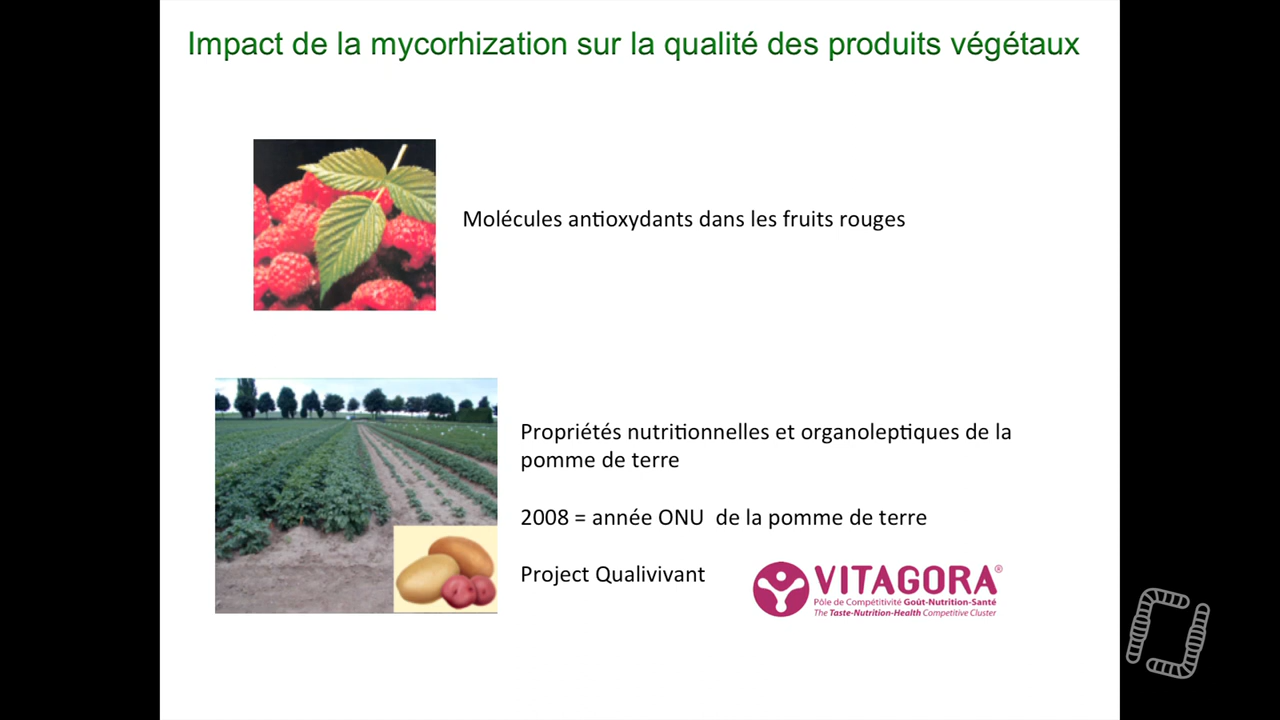 Impact de la mycorhization sur la qualité des produits végétaux
Molécules antioxydants dans les fruits rouges
Propriétés nutritionnelles et organoleptiques de la
pomme de terre
2008 = année ONU  de la pomme de terre
Project Qualivivant
VITAGORA®
Pôle de Compétitivité Goût-Nutrition-Santé
The Taste-Nutrition-Health Competitive Cluster